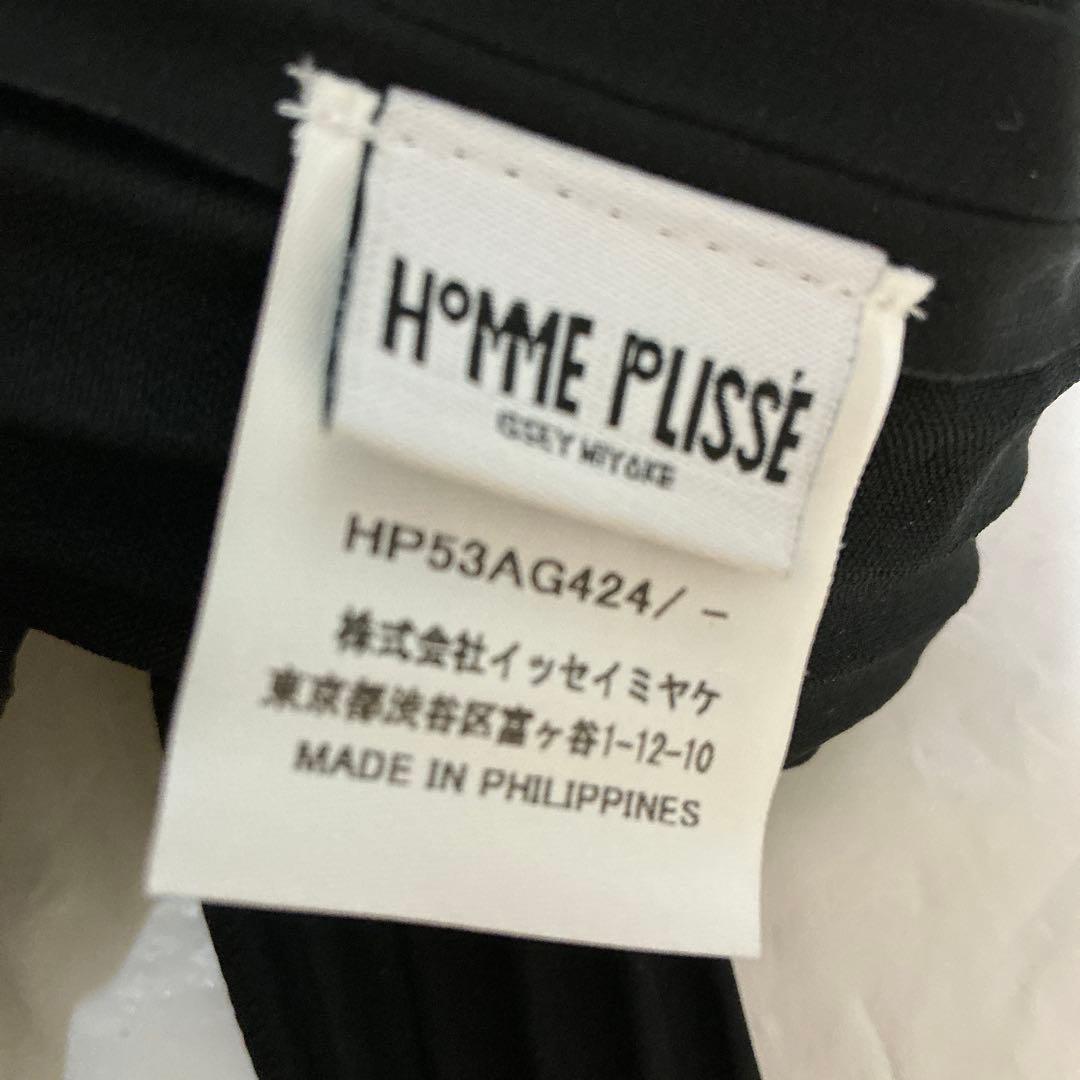 HOMME PLISSÉ
ISSEY MIYAKE
HP53AG424/ -
株式会社イッセイミヤケ
東京都渋谷区富ヶ谷1-12-10
MADE IN PHILIPPINES